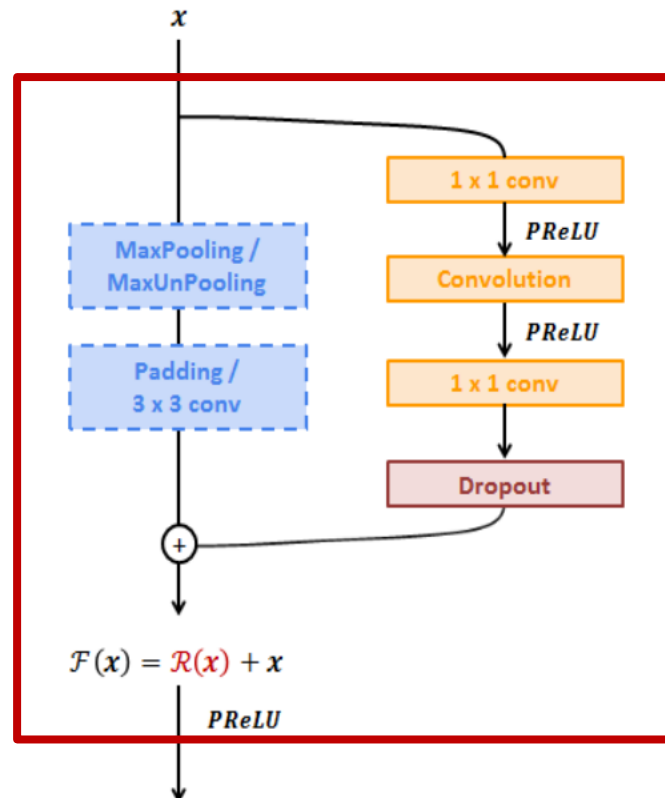 x
1 x 1 conv
PReLU
MaxPooling /
MaxUnPooling
Convolution
PReLU
Padding /
3 x 3 conv
1 x 1 conv
Dropout
+
ℱ(x) = ℛ(x) + x
PReLU